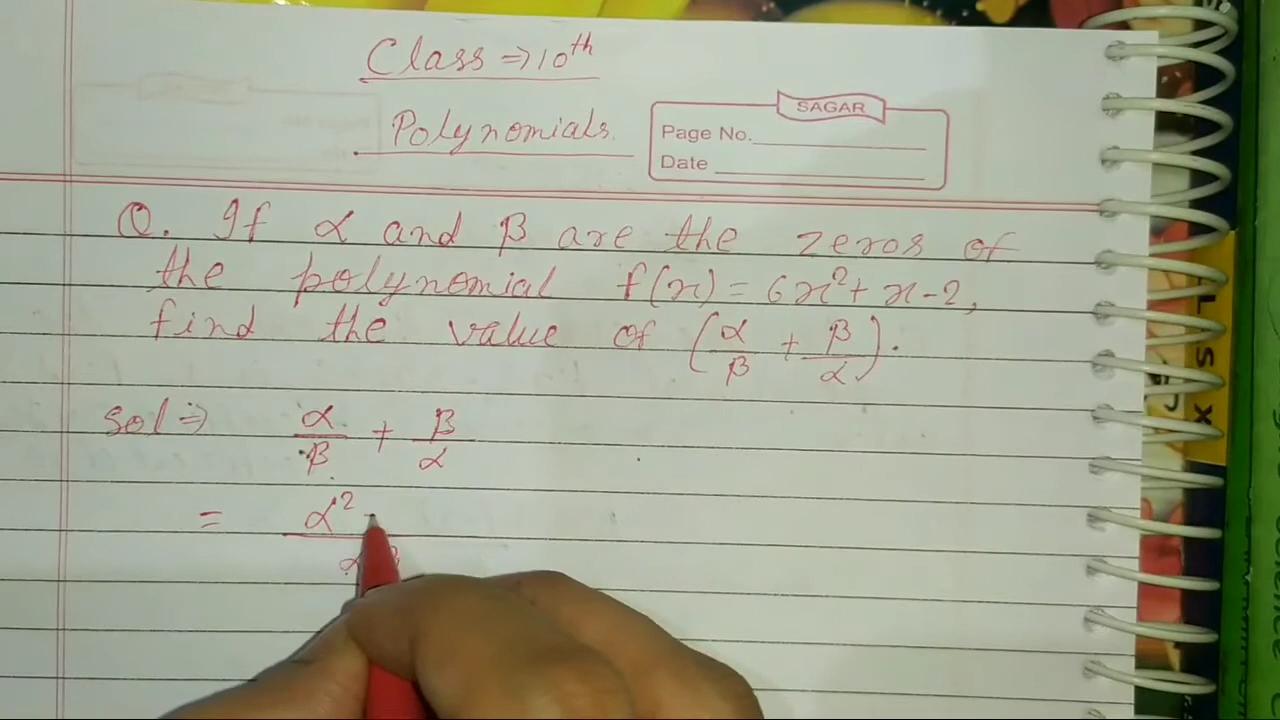 Class ⇒ 10th
Polynomials.
SAGAR
Page No.
Date
Q. If α and β are the zeros of
the polynomial f(x) = 6x² + x - 2,
find the value of (α/β + β/α).
Sol ⇒ α/β + β/α
= α² -
α